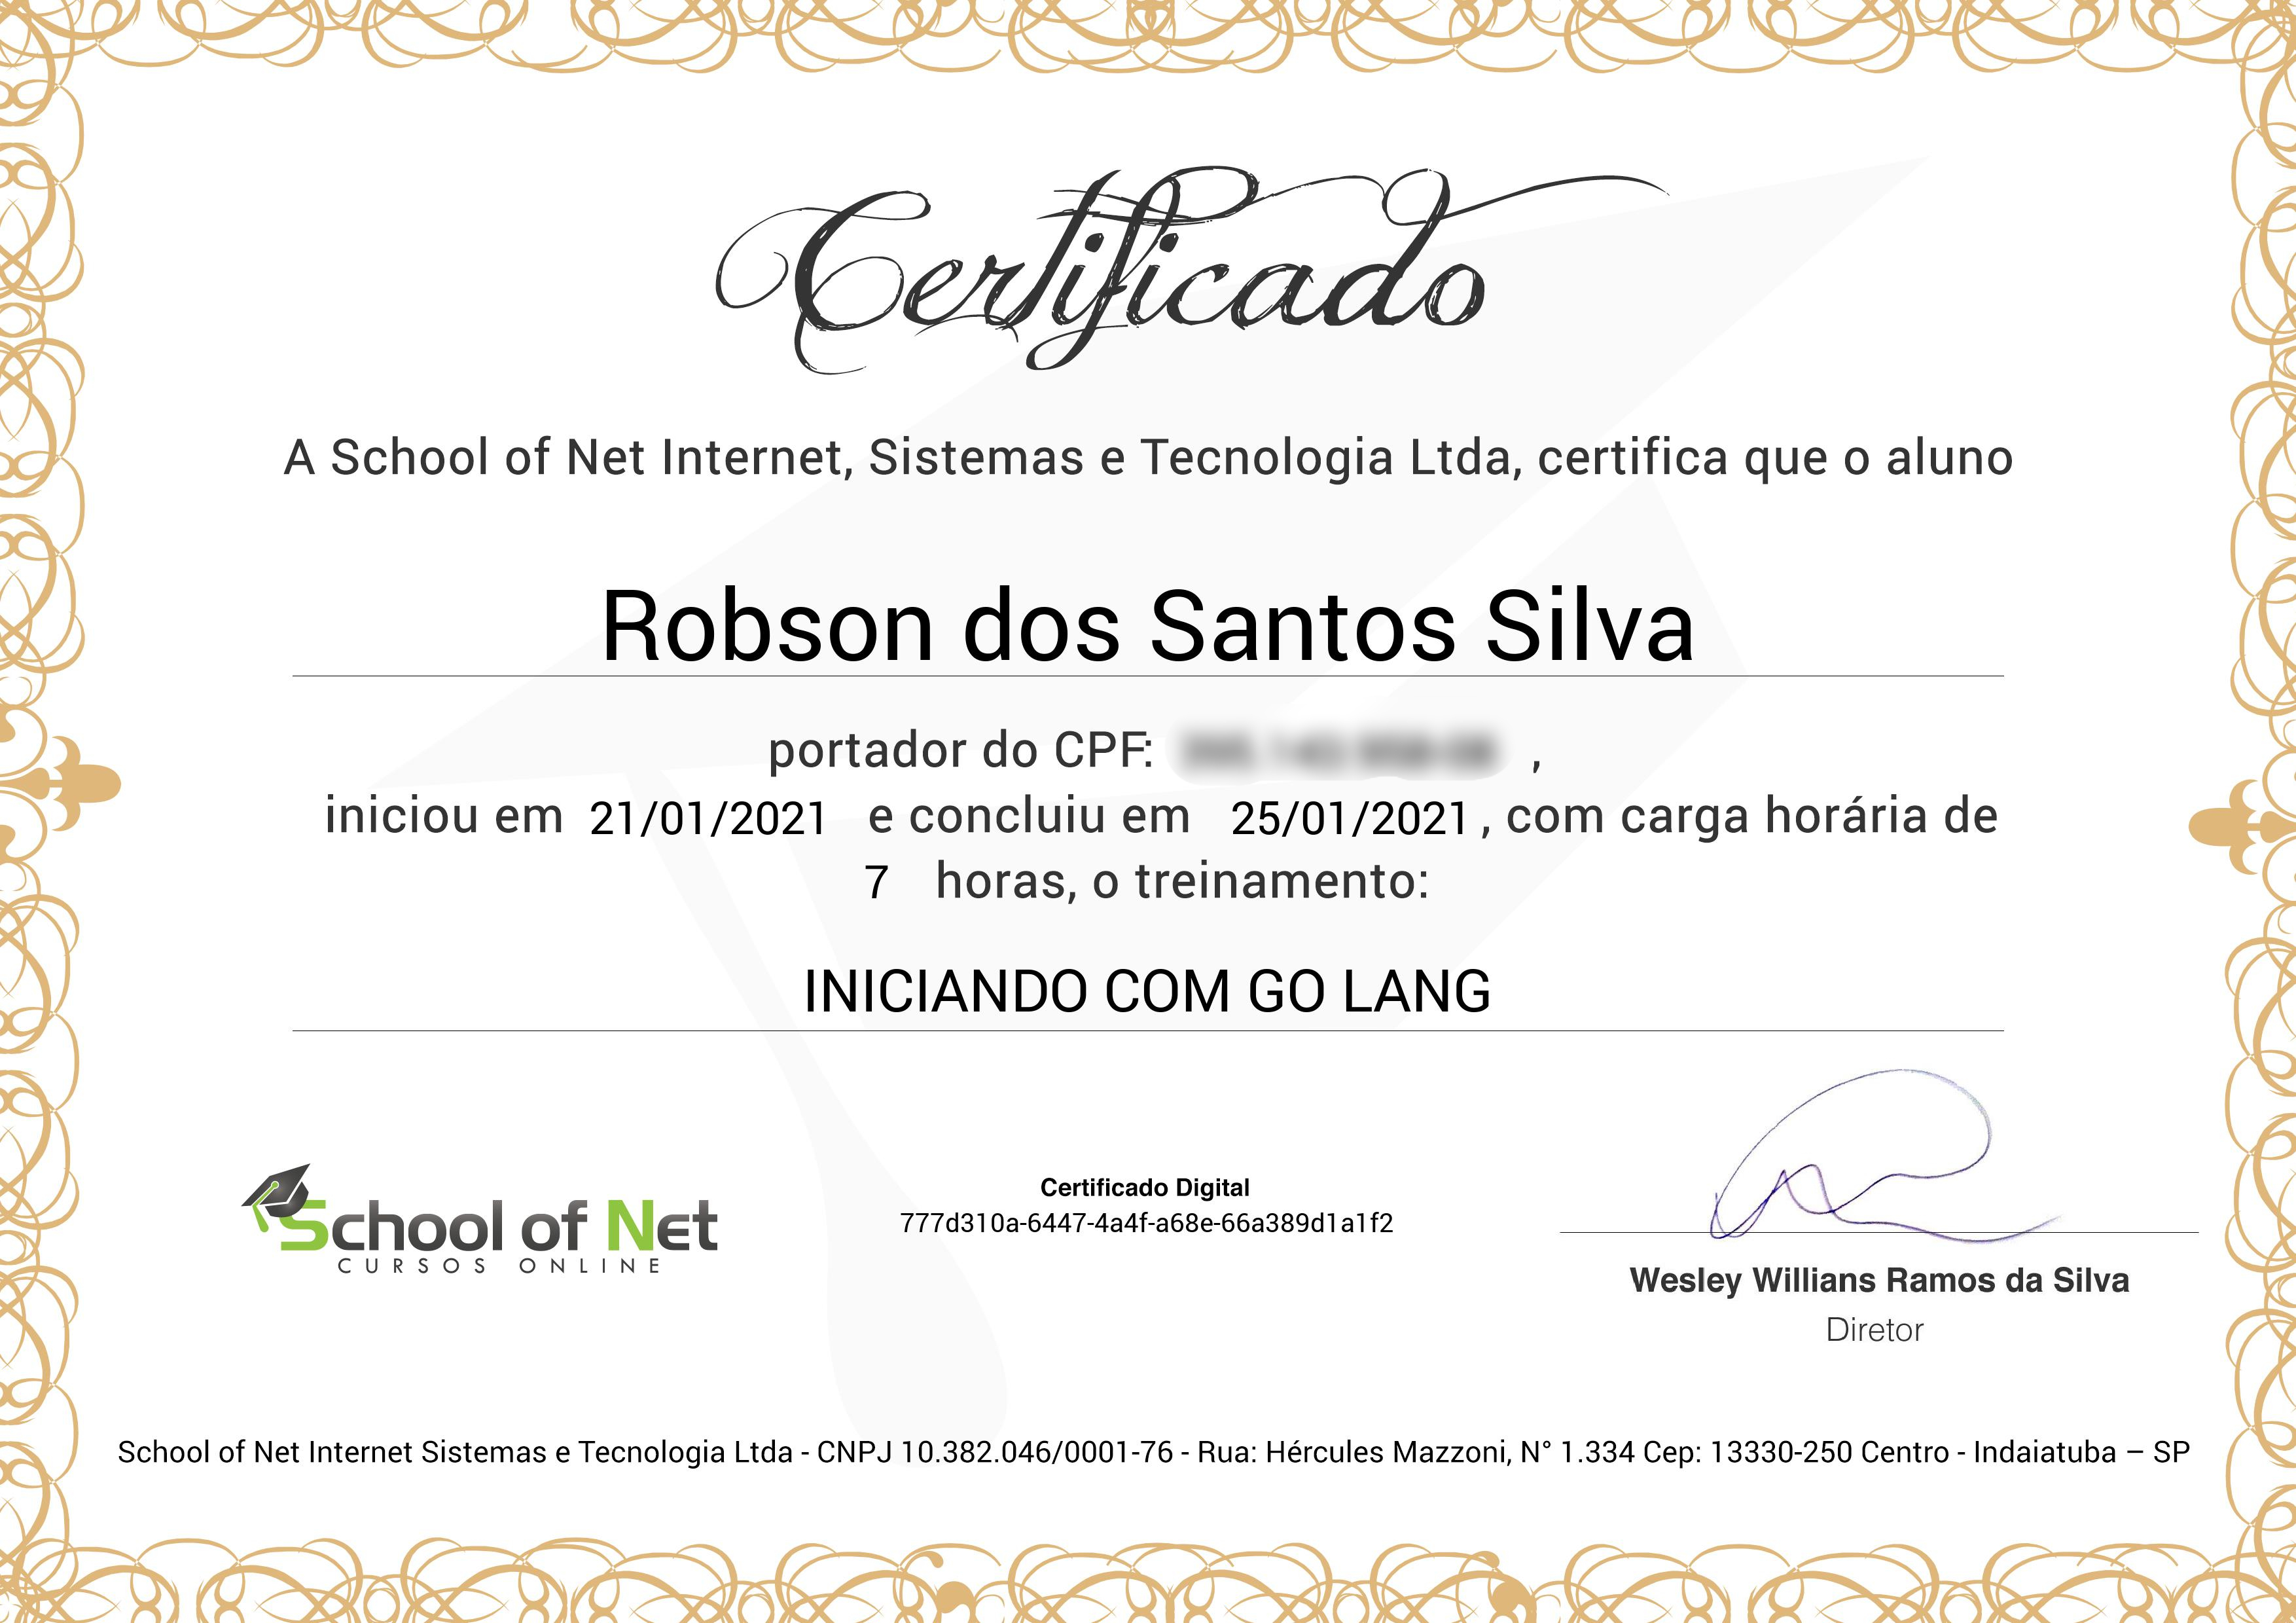 Certificado
A School of Net Internet, Sistemas e Tecnologia Ltda, certifica que o aluno
Robson dos Santos Silva
portador do CPF: ,
iniciou em 21/01/2021 e concluiu em 25/01/2021 , com carga horária de
7 horas, o treinamento:
INICIANDO COM GO LANG
School of Net
CURSOS ONLINE
Certificado Digital
777d310a-6447-4a4f-a68e-66a389d1a1f2
Wesley Willians Ramos da Silva
Diretor
School of Net Internet Sistemas e Tecnologia Ltda - CNPJ 10.382.046/0001-76 - Rua: Hércules Mazzoni, N° 1.334 Cep: 13330-250 Centro - Indaiatuba – SP